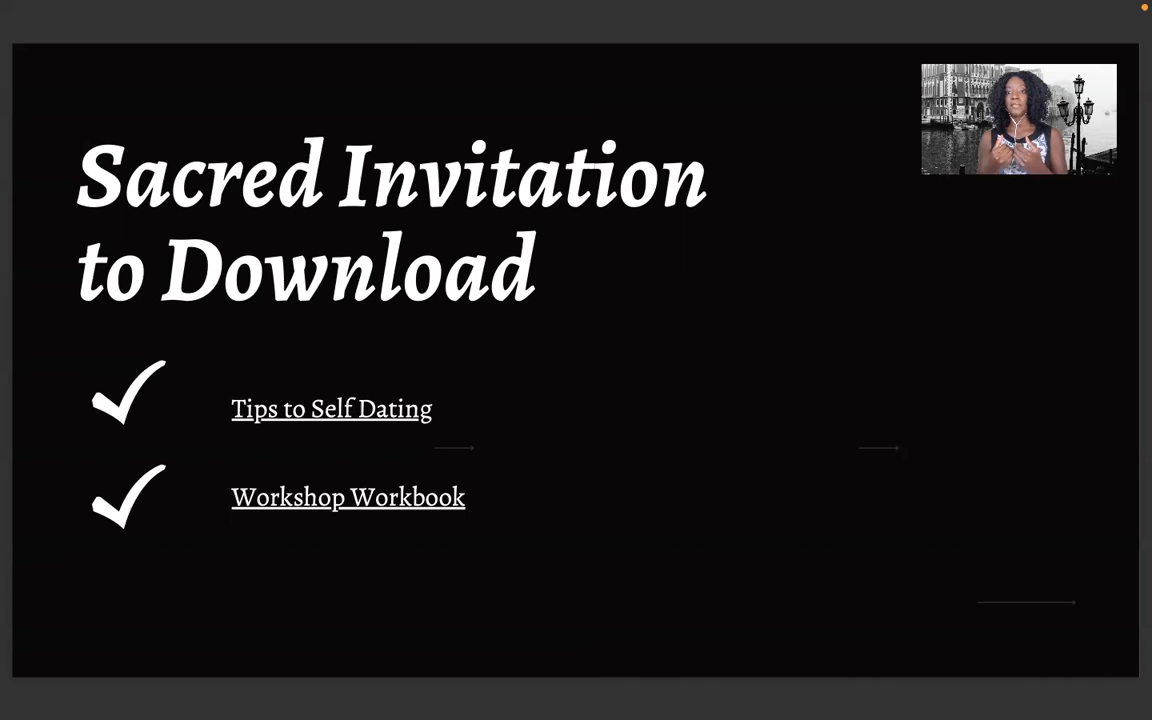 Sacred Invitation
to Download
Tips to Self Dating
Workshop Workbook